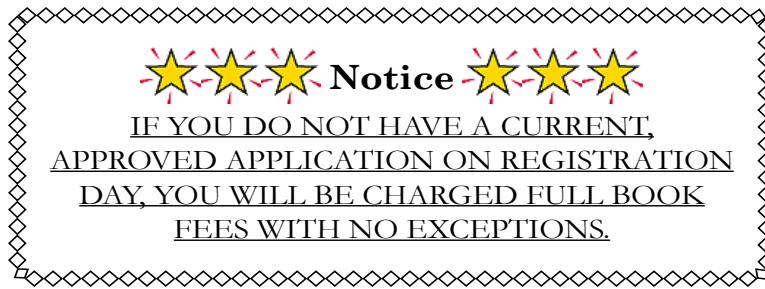 Notice
IF YOU DO NOT HAVE A CURRENT,
APPROVED APPLICATION ON REGISTRATION
DAY, YOU WILL BE CHARGED FULL BOOK
FEES WITH NO EXCEPTIONS.